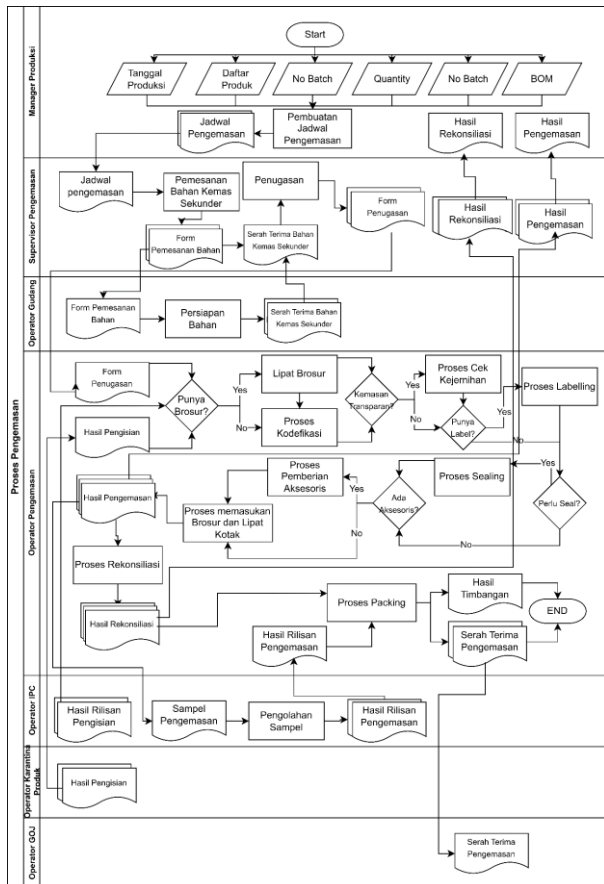 Proses Pengemasan
Manager Produksi
Start
Tanggal
Produksi
Daftar
Produk
No Batch
Quantity
No Batch
BOM
Jadwal
Pengemasan
Pembuatan
Jadwal
Pengemasan
Hasil
Rekonsiliasi
Hasil
Pengemasan
Supervisor Pengemasan
Jadwal
pengemasan
Pemesanan
Bahan Kemas
Sekunder
Penugasan
Form
Penugasan
Hasil
Rekonsiliasi
Hasil
Pengemasan
Form
Pemesanan Bahan
Serah Terima Bahan
Kemas Sekunder
Operator Gudang
Form Pemesanan
Bahan
Persiapan
Bahan
Serah Terima Bahan
Kemas Sekunder
Operator Pengemasan
Form
Penugasan
Punya
Brosur?
Yes
No
Lipat Brosur
Proses
Kodefikasi
Kemasan
Transparan?
Yes
No
Proses Cek
Kejernihan
Punya
Label?
Yes
No
Proses Labelling
Hasil Pengisian
Hasil Pengemasan
Proses memasukan
Brosur dan Lipat
Kotak
Proses
Pemberian
Aksesoris
Yes
No
Ada
Aksesoris?
Proses Sealing
Yes
No
Perlu Seal?
Proses Rekonsiliasi
Hasil Rekonsiliasi
Proses Packing
Hasil
Timbangan
END
Hasil Rilisan
Pengemasan
Serah Terima
Pengemasan
Operator IPC
Hasil Rilisan
Pengisian
Sampel
Pengemasan
Pengolahan
Sampel
Hasil Rilisan
Pengemasan
Operator Karantina
Produk
Hasil Pengisian
Operator GOJ
Serah Terima
Pengemasan